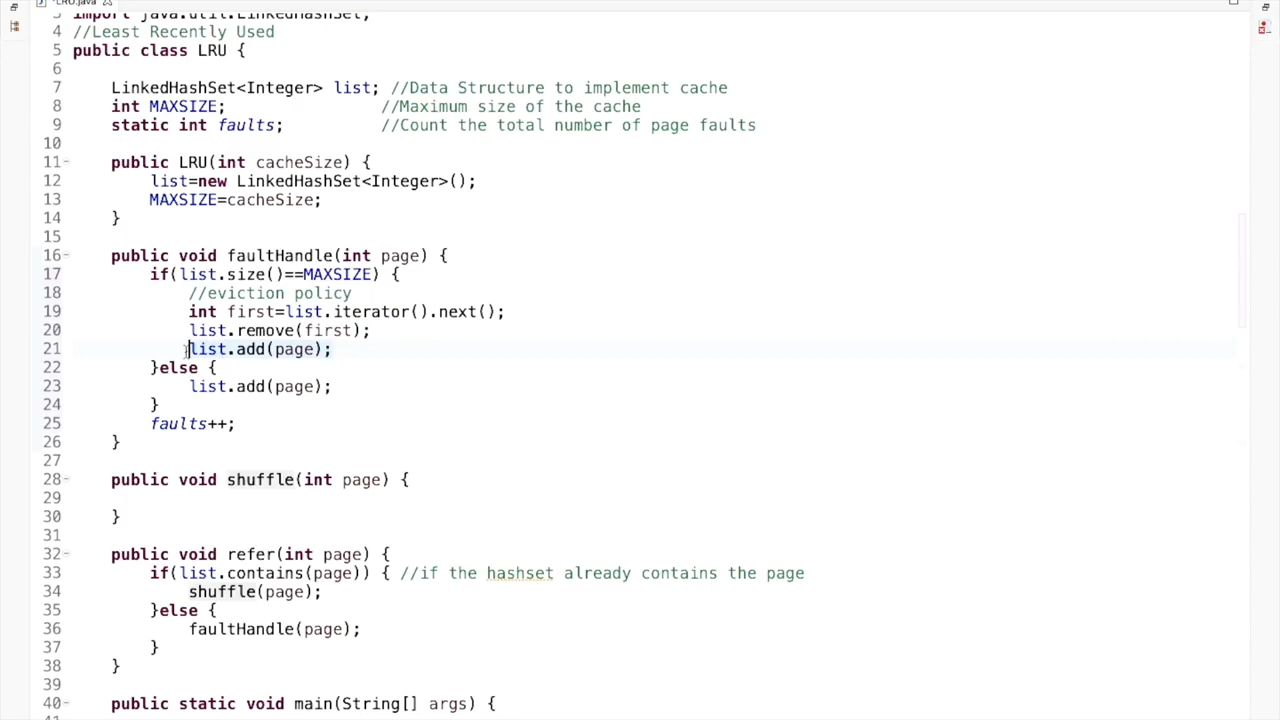 *LRU.java
3 import java.util.LinkedHashSet;
4 //Least Recently Used
5 public class LRU {
6
7 LinkedHashSet<Integer> list; //Data Structure to implement cache
8 int MAXSIZE; //Maximum size of the cache
9 static int faults; //Count the total number of page faults
10
11 public LRU(int cacheSize) {
12 list=new LinkedHashSet<Integer>();
13 MAXSIZE=cacheSize;
14 }
15
16 public void faultHandle(int page) {
17 if(list.size()==MAXSIZE) {
18 //eviction policy
19 int first=list.iterator().next();
20 list.remove(first);
21 list.add(page);
22 }else {
23 list.add(page);
24 }
25 faults++;
26 }
27
28 public void shuffle(int page) {
29
30 }
31
32 public void refer(int page) {
33 if(list.contains(page)) { //if the hashset already contains the page
34 shuffle(page);
35 }else {
36 faultHandle(page);
37 }
38 }
39
40 public static void main(String[] args) {